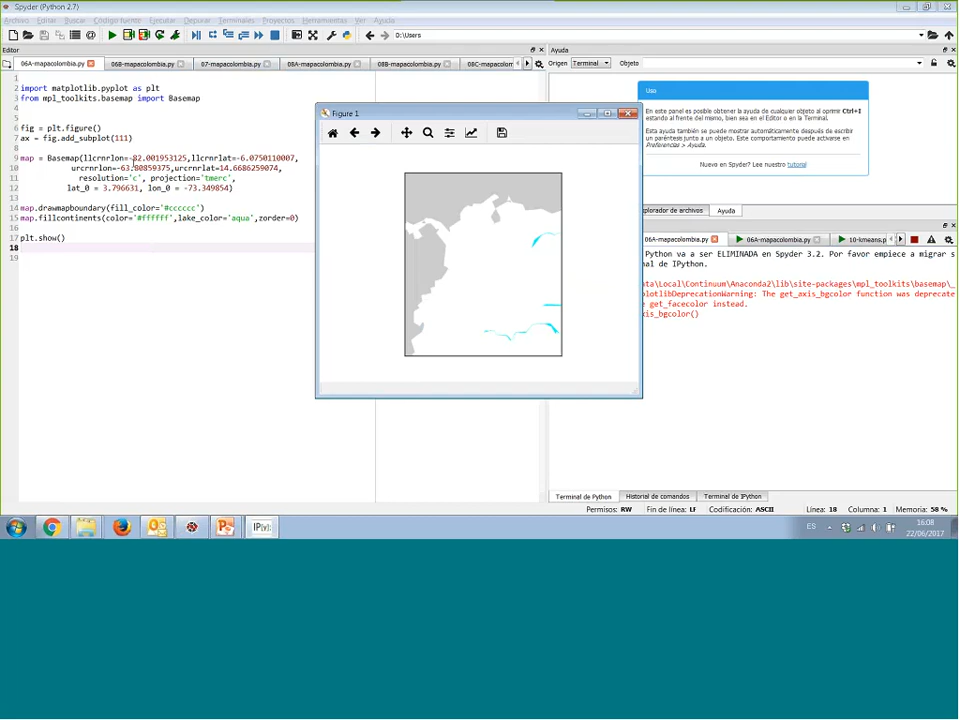 Spyder (Python 2.7)
Archivo Editar Buscar Código fuente Ejecutar Depurar Terminales Proyectos Herramientas Ver Ayuda
D:\Users
Editor
Ayuda
06A-mapacolombia.py 06B-mapacolombia.py 07-mapacolombia.py 08A-mapacolombia.py 08B-mapacolombia.py 08C-mapacolom
Origen Terminal Objeto
1
2 import matplotlib.pyplot as plt
3 from mpl_toolkits.basemap import Basemap
4
5
6 fig = plt.figure()
7 ax = fig.add_subplot(111)
8
9 map = Basemap(llcrnrlon=-82.001953125,llcrnrlat=-6.0750110007,
10 urcrnrlon=-63.80859375,urcrnrlat=14.6686259074,
11 resolution='c', projection='tmerc',
12 lat_0 = 3.796631, lon_0 = -73.349854)
13
14 map.drawmapboundary(fill_color='#cccccc')
15 map.fillcontinents(color='#ffffff',lake_color='aqua',zorder=0)
16
17 plt.show()
18
19
Figure 1
Uso
En este panel es posible obtener la ayuda de cualquier objeto al oprimir Ctrl+I
estando al frente del mismo, bien sea en el Editor o en la Terminal.
Esta ayuda también se puede mostrar automáticamente después de escribir
un paréntesis junto a un objeto. Este comportamiento puede activarse en
Preferencias > Ayuda.
Nuevo en Spyder? Lee nuestro tutorial
xplorador de archivos Ayuda
06A-mapacolombia.py 06A-mapacolombia.py 10-kmeans.p
Python va a ser ELIMINADA en Spyder 3.2. Por favor empiece a migrar s
nal de IPython.
ata\Local\Continuum\Anaconda2\lib\site-packages\mpl_toolkits\basemap\_
plotlibDeprecationWarning: The get_axis_bgcolor function was deprecate
e get_facecolor instead.
xis_bgcolor()
Terminal de Python Historial de comandos Terminal de IPython
Permisos: RW Fin de línea: LF Codificación: ASCII Línea: 18 Columna: 1 Memoria: 58 %
IP[y]:
ES
16:08
22/06/2017